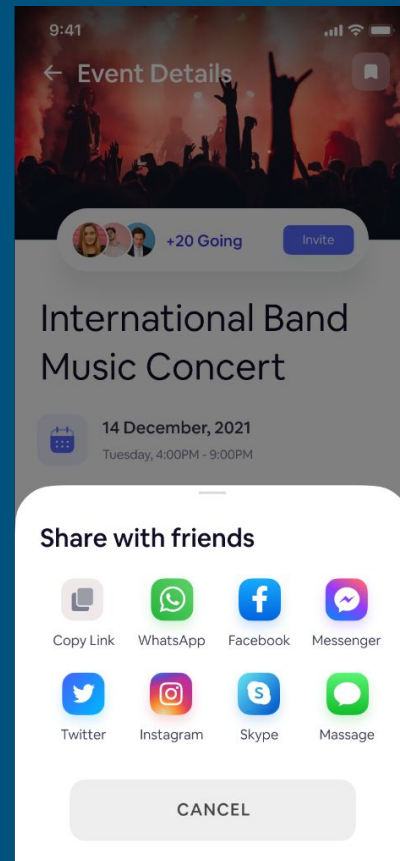 9:41
Event Details
+20 Going
Invite
International Band
Music Concert
14 December, 2021
Tuesday, 4:00PM - 9:00PM
Share with friends
Copy Link WhatsApp Facebook Messenger
Twitter Instagram Skype Massage
CANCEL